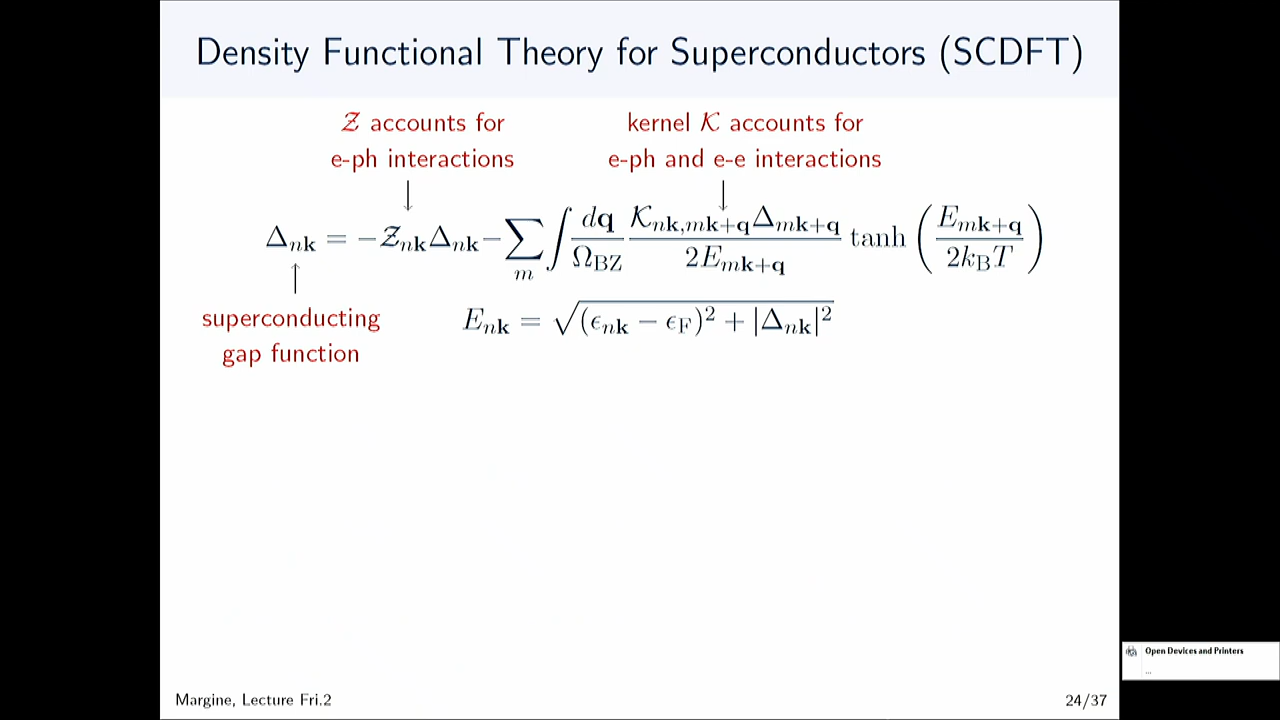 Density Functional Theory for Superconductors (SCDFT)
𝒵 accounts for
e-ph interactions
kernel 𝒦 accounts for
e-ph and e-e interactions
↓ ↓
Δ_{n𝐤} = −𝒵_{n𝐤}Δ_{n𝐤} − ∑_m ∫ d𝐪/Ω_{BZ} 𝒦_{n𝐤,m𝐤+𝐪}Δ_{m𝐤+𝐪}/2E_{m𝐤+𝐪} tanh (E_{m𝐤+𝐪}/2k_BT)
↑
superconducting
gap function
E_{n𝐤} = √((ϵ_{n𝐤} − ϵ_F)² + |Δ_{n𝐤}|²)
Open Devices and Printers
...
Margine, Lecture Fri.2
24/37